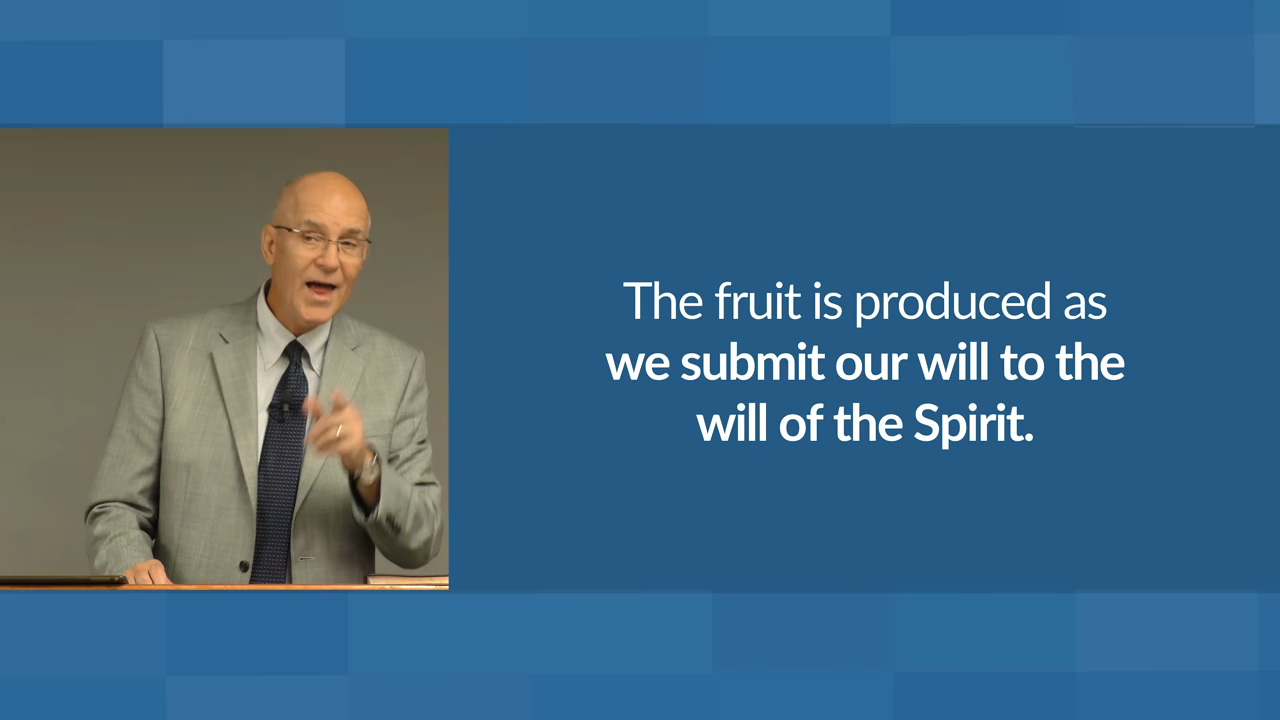 The fruit is produced as
we submit our will to the
will of the Spirit.